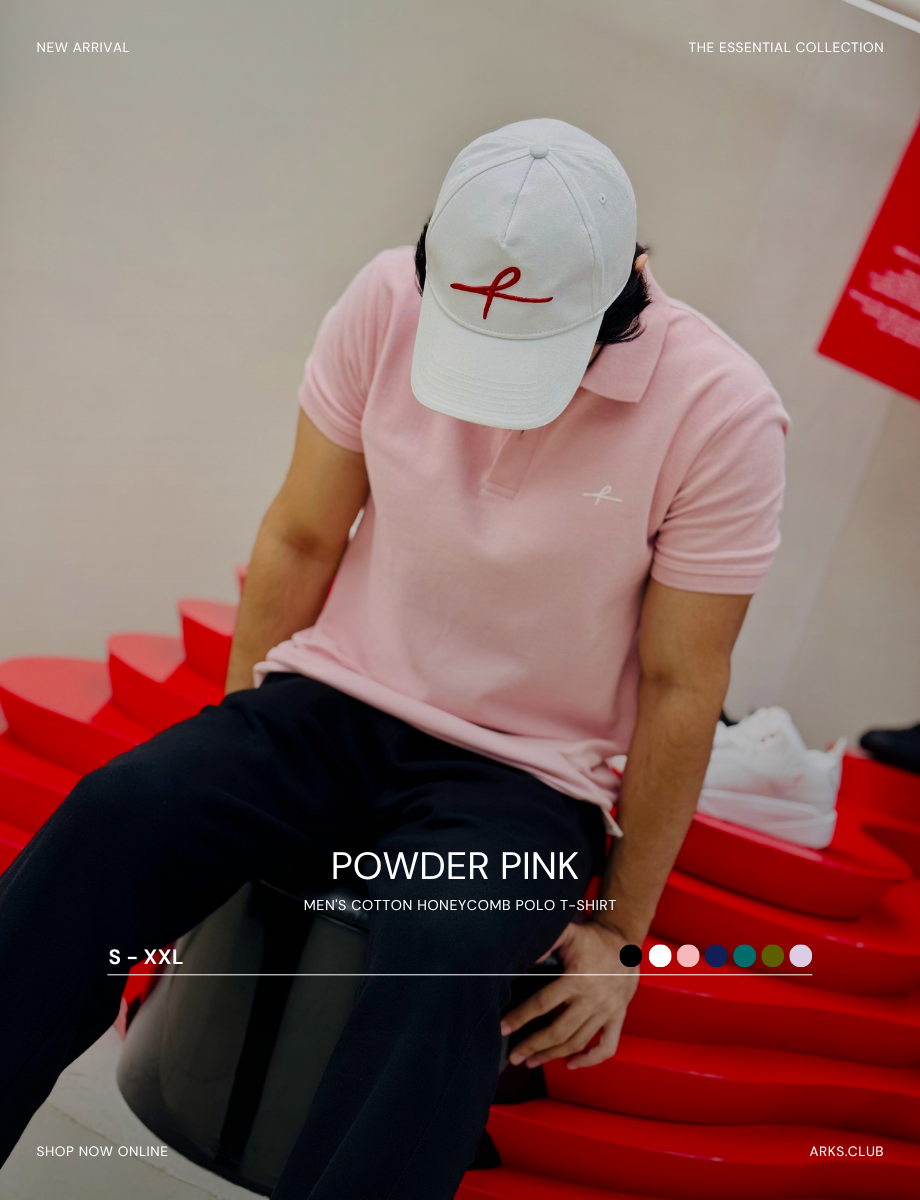 NEW ARRIVAL
THE ESSENTIAL COLLECTION
POWDER PINK
MEN'S COTTON HONEYCOMB POLO T-SHIRT
S – XXL
SHOP NOW ONLINE
ARKS.CLUB